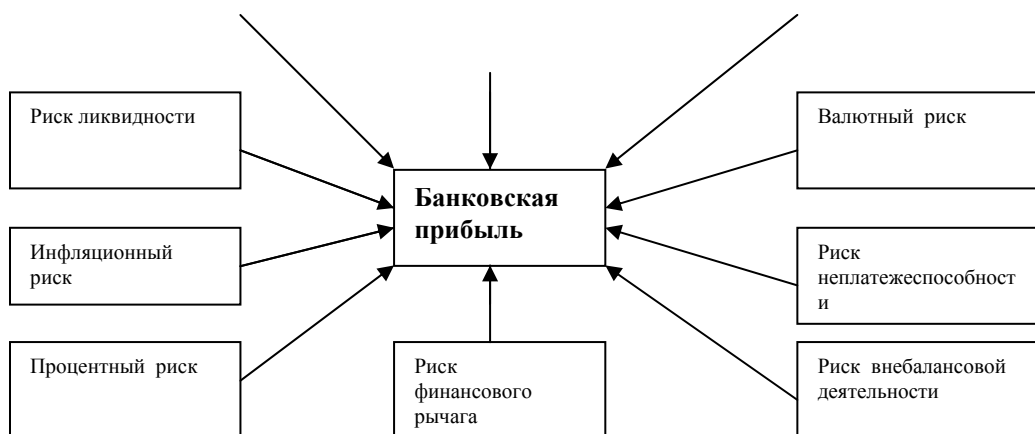 Риск ликвидности
Валютный риск
Банковская
прибыль
Инфляционный
риск
Риск
неплатежеспособност
и
Процентный риск
Риск
финансового
рычага
Риск внебалансовой
деятельности